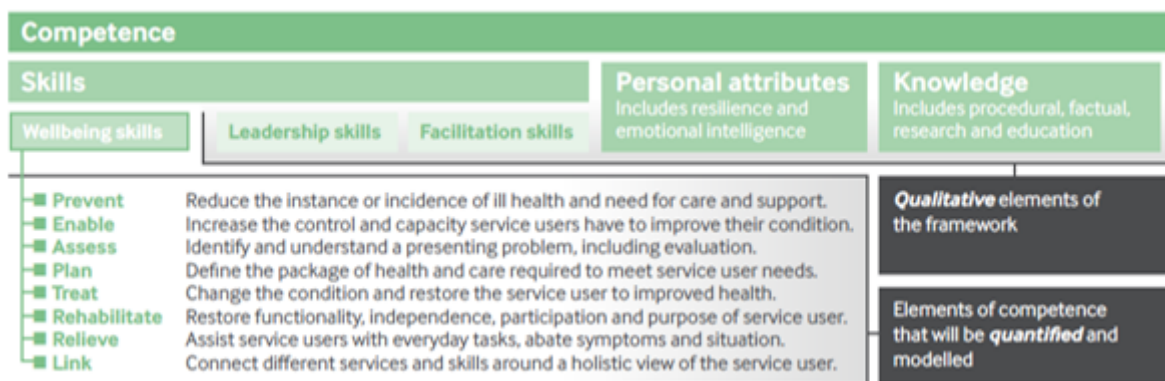 Competence
Skills
Personal attributes
Includes resilience and
emotional intelligence
Knowledge
Includes procedural, factual,
research and education
Wellbeing skills
Leadership skills
Facilitation skills
Prevent Reduce the instance or incidence of ill health and need for care and support.
Enable Increase the control and capacity service users have to improve their condition.
Assess Identify and understand a presenting problem, including evaluation.
Plan Define the package of health and care required to meet service user needs.
Treat Change the condition and restore the service user to improved health.
Rehabilitate Restore functionality, independence, participation and purpose of service user.
Relieve Assist service users with everyday tasks, abate symptoms and situation.
Link Connect different services and skills around a holistic view of the service user.
Qualitative elements of
the framework
Elements of competence
that will be quantified and
modelled